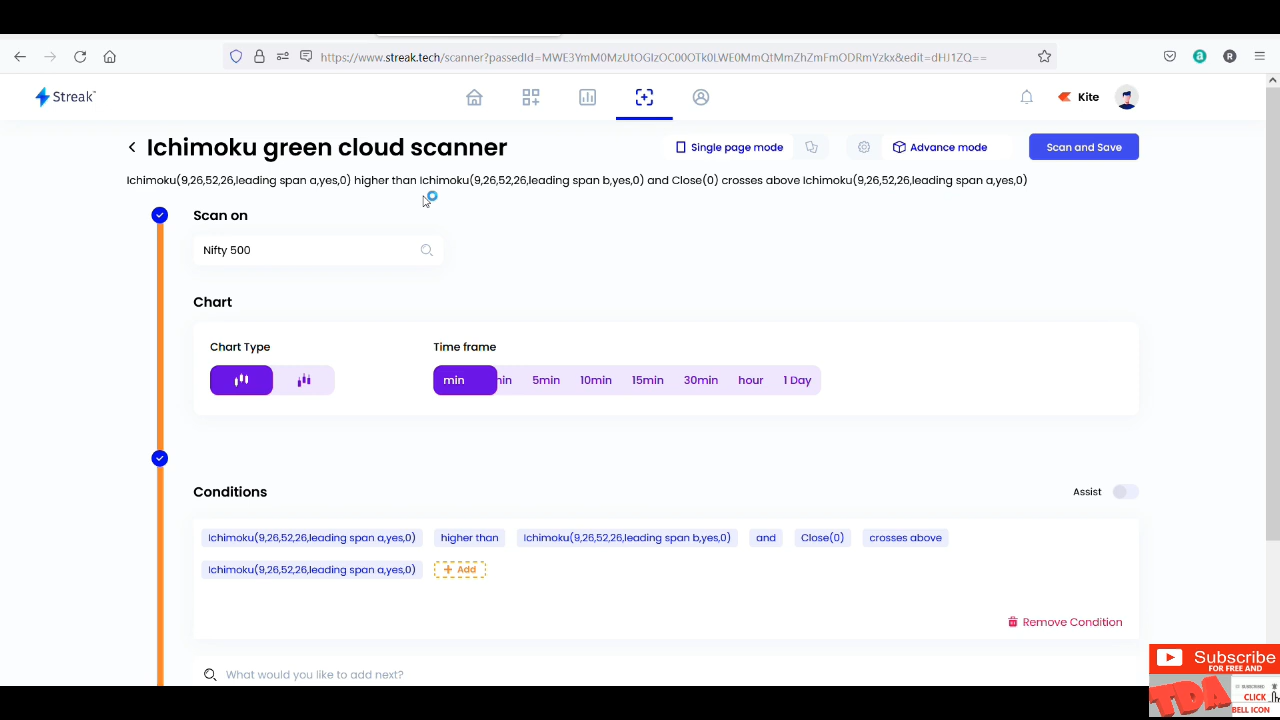 https://www.streak.tech/scanner?passedId=
Streak
Kite
Ichimoku green cloud scanner
Single page mode
Advance mode
Scan and Save
Ichimoku(9,26,52,26,leading span a,yes,0) higher than Ichimoku(9,26,52,26,leading span b,yes,0) and Close(0) crosses above Ichimoku(9,26,52,26,leading span a,yes,0)
Scan on
Nifty 500
Chart
Chart Type
Time frame
min
5min
10min
15min
30min
hour
1 Day
Conditions
Assist
Ichimoku(9,26,52,26,leading span a,yes,0) higher than Ichimoku(9,26,52,26,leading span b,yes,0) and Close(0) crosses above
Ichimoku(9,26,52,26,leading span a,yes,0) + Add
Remove Condition
What would you like to add next?
Subscribe
FOR FREE AND
TDA
SUBSCRIBED
CLICK
BELL ICON